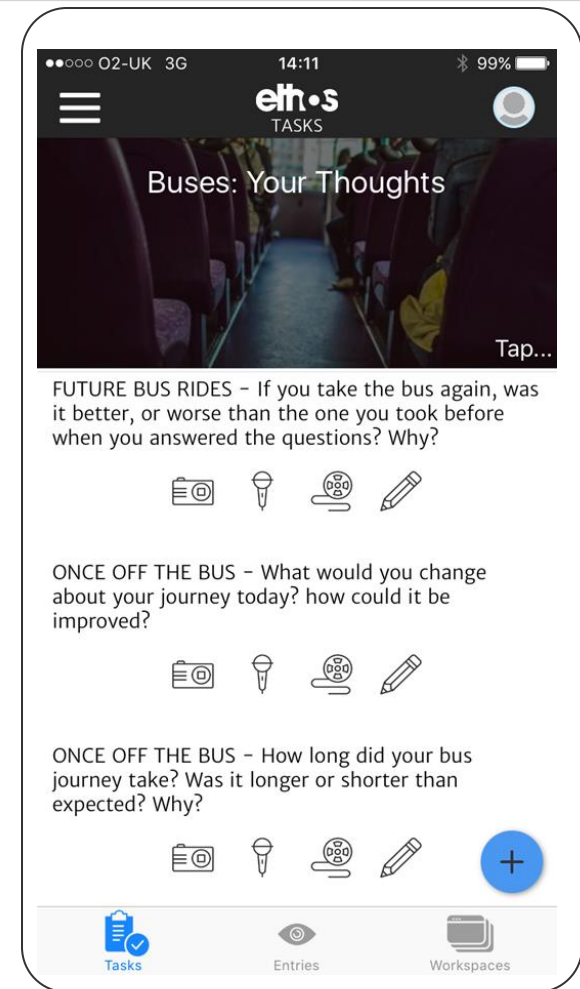 O2-UK 3G 14:11 99%
ethos
TASKS
Buses: Your Thoughts
Tap...
FUTURE BUS RIDES - If you take the bus again, was
it better, or worse than the one you took before
when you answered the questions? Why?
ONCE OFF THE BUS - What would you change
about your journey today? how could it be
improved?
ONCE OFF THE BUS - How long did your bus
journey take? Was it longer or shorter than
expected? Why?
+
Tasks Entries Workspaces